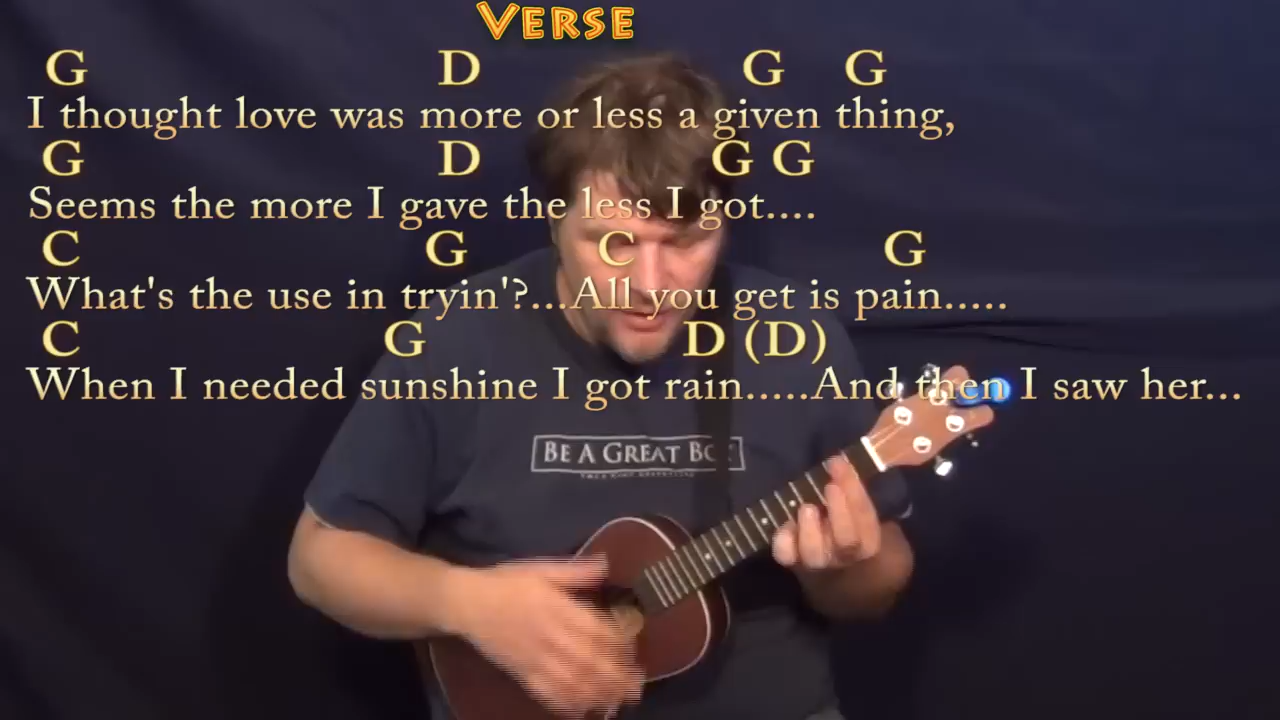 VERSE
G D G G
I thought love was more or less a given thing,
G D G G
Seems the more I gave the less I got....
C G C G
What's the use in tryin'?...All you get is pain.....
C G D (D)
When I needed sunshine I got rain.....And then I saw her...
BE A GREAT